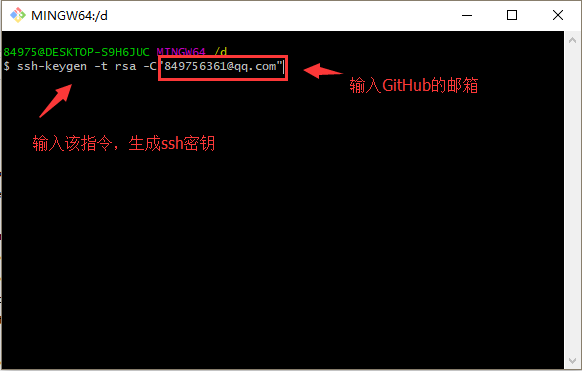 MINGW64:/d
84975@DESKTOP-S9H6JUC MINGW64 /d
$ ssh-keygen -t rsa -C"849756361@qq.com"
输入GitHub的邮箱
输入该指令，生成ssh密钥